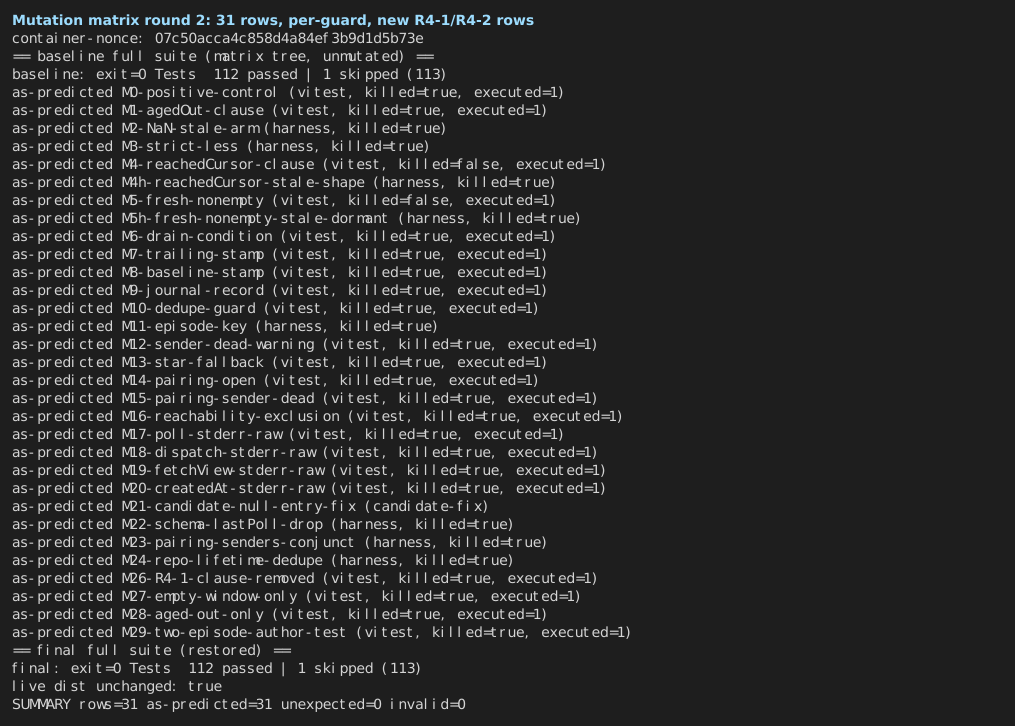 Mutation matrix round 2: 31 rows, per-guard, new R4-1/R4-2 rows
container-nonce: 07c50acca4c858d4a84ef3b9d1d5b73e
== baseline full suite (matrix tree, unmutated) ==
baseline: exit=0 Tests  112 passed | 1 skipped (113)
as-predicted M0-positive-control (vitest, killed=true, executed=1)
as-predicted M1-agedOut-clause (vitest, killed=true, executed=1)
as-predicted M2-NaN-stale-arm (harness, killed=true)
as-predicted M3-strict-less (harness, killed=true)
as-predicted M4-reachedCursor-clause (vitest, killed=false, executed=1)
as-predicted M4h-reachedCursor-stale-shape (harness, killed=true)
as-predicted M5-fresh-nonempty (vitest, killed=false, executed=1)
as-predicted M5h-fresh-nonempty-stale-dormant (harness, killed=true)
as-predicted M6-drain-condition (vitest, killed=true, executed=1)
as-predicted M7-trailing-stamp (vitest, killed=true, executed=1)
as-predicted M8-baseline-stamp (vitest, killed=true, executed=1)
as-predicted M9-journal-record (vitest, killed=true, executed=1)
as-predicted M10-dedupe-guard (vitest, killed=true, executed=1)
as-predicted M11-episode-key (harness, killed=true)
as-predicted M12-sender-dead-warning (vitest, killed=true, executed=1)
as-predicted M13-star-fallback (vitest, killed=true, executed=1)
as-predicted M14-pairing-open (vitest, killed=true, executed=1)
as-predicted M15-pairing-sender-dead (vitest, killed=true, executed=1)
as-predicted M16-reachability-exclusion (vitest, killed=true, executed=1)
as-predicted M17-poll-stderr-raw (vitest, killed=true, executed=1)
as-predicted M18-dispatch-stderr-raw (vitest, killed=true, executed=1)
as-predicted M19-fetchView-stderr-raw (vitest, killed=true, executed=1)
as-predicted M20-createdAt-stderr-raw (vitest, killed=true, executed=1)
as-predicted M21-candidate-null-entry-fix (candidate-fix)
as-predicted M22-schema-lastPoll-drop (harness, killed=true)
as-predicted M23-pairing-senders-conjunct (harness, killed=true)
as-predicted M24-repo-lifetime-dedupe (harness, killed=true)
as-predicted M26-R4-1-clause-removed (vitest, killed=true, executed=1)
as-predicted M27-empty-window-only (vitest, killed=true, executed=1)
as-predicted M28-aged-out-only (vitest, killed=true, executed=1)
as-predicted M29-two-episode-author-test (vitest, killed=true, executed=1)
== final full suite (restored) ==
final: exit=0 Tests  112 passed | 1 skipped (113)
live dist unchanged: true
SUMMARY rows=31 as-predicted=31 unexpected=0 invalid=0